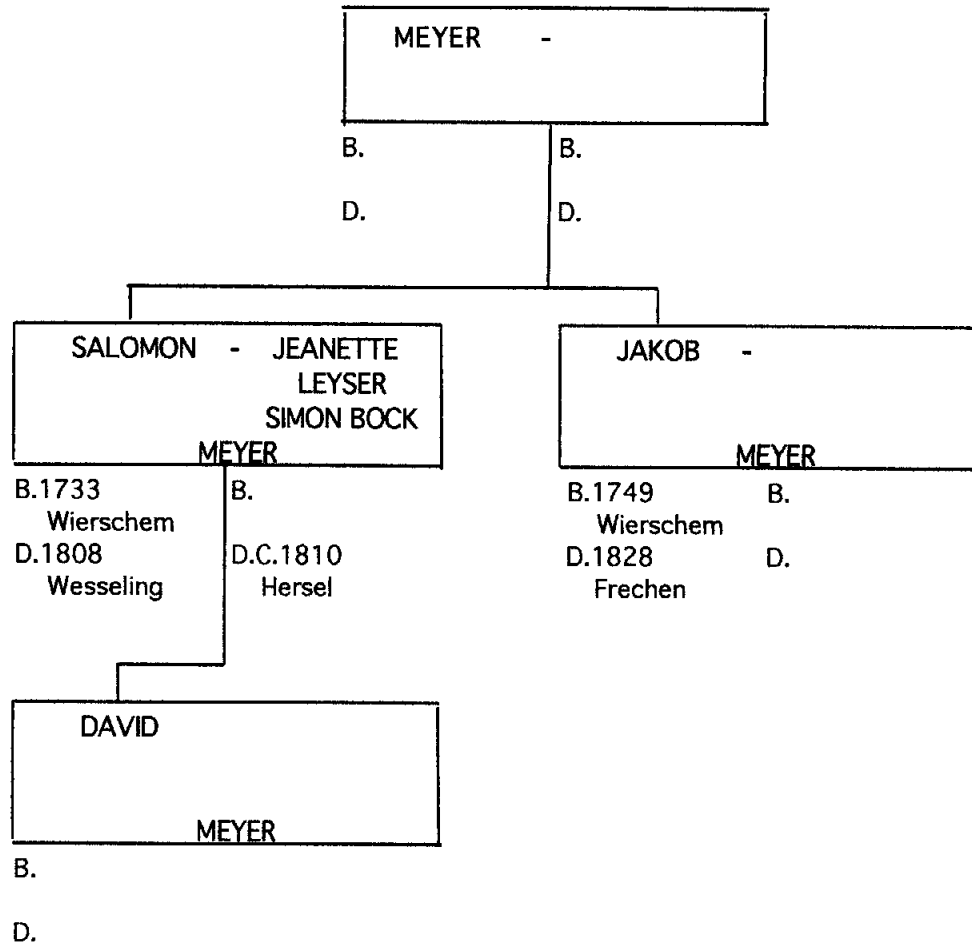 MEYER -
B. B.
D. D.
SALOMON - JEANETTE
LEYSER
SIMON BOCK
MEYER
B.1733 B.
Wierschem
D.1808 D.C.1810
Wesseling Hersel
JAKOB -
MEYER
B.1749 B.
Wierschem
D.1828 D.
Frechen
DAVID
MEYER
B.
D.